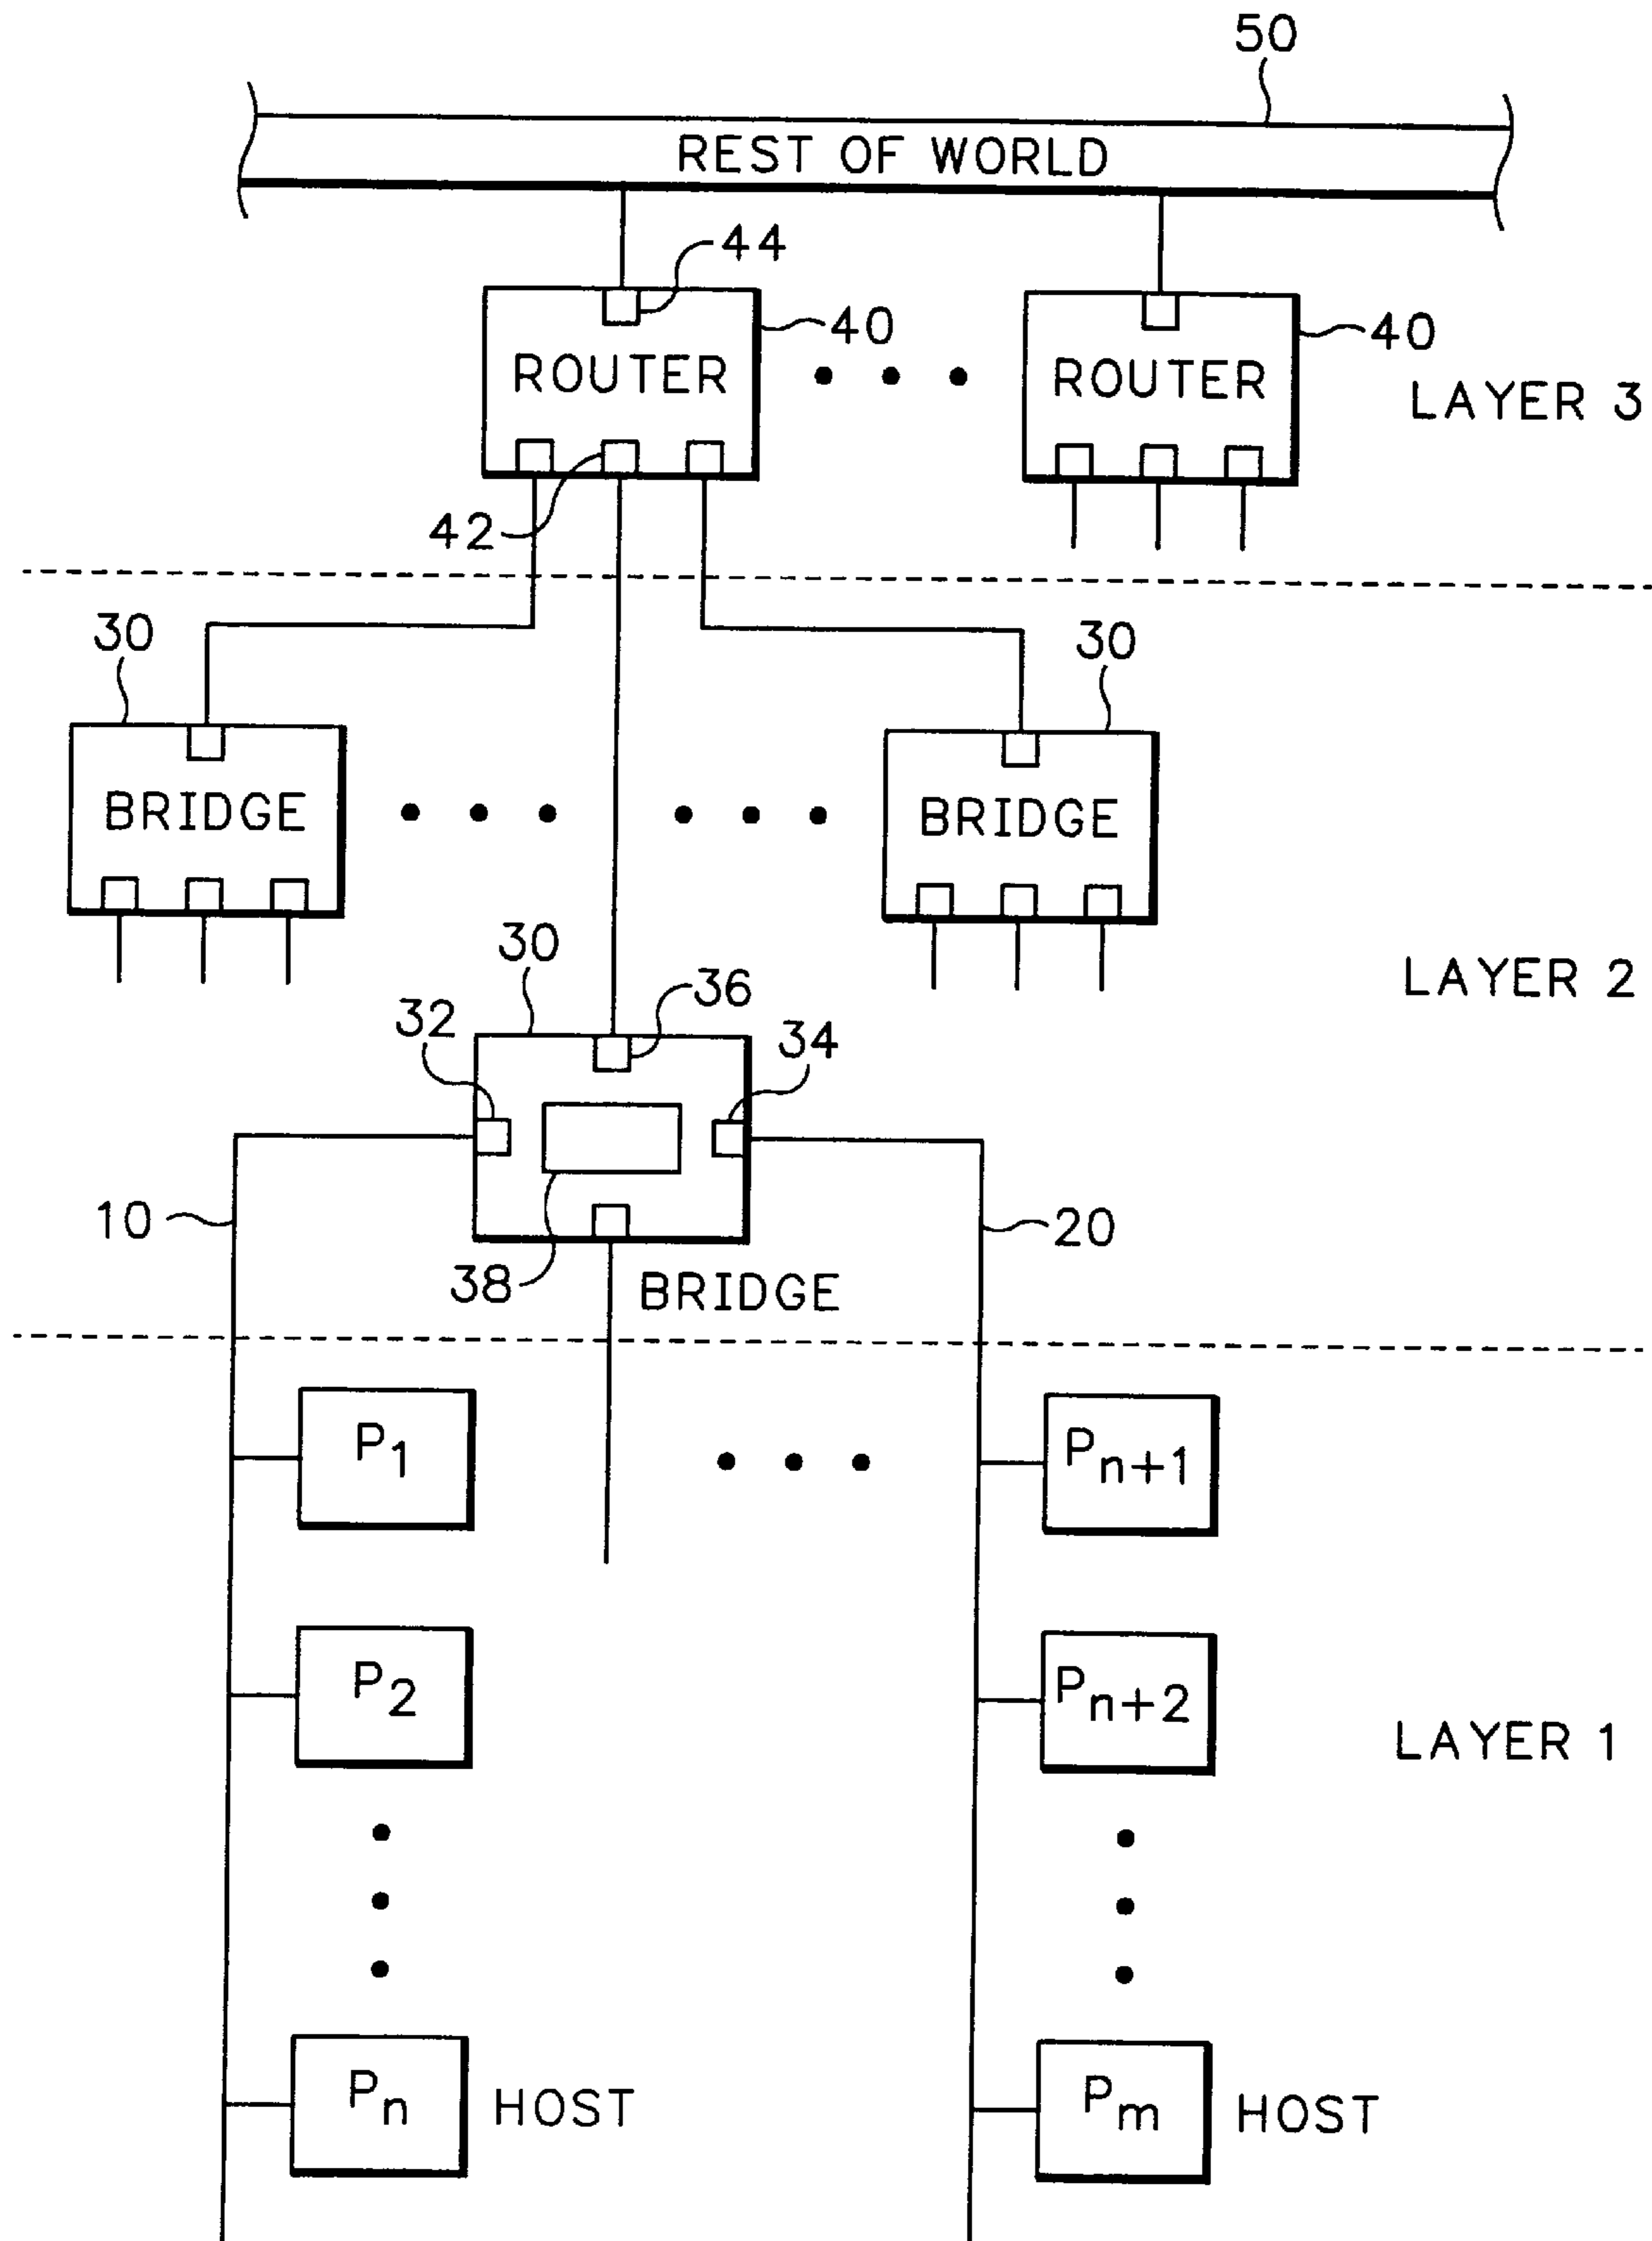 50
REST OF WORLD
44
40
40
ROUTER
ROUTER
LAYER 3
42
30
30
BRIDGE
BRIDGE
30
36
LAYER 2
32
34
10
20
38
BRIDGE
P1
Pn+1
P2
Pn+2
LAYER 1
Pn HOST
Pm HOST